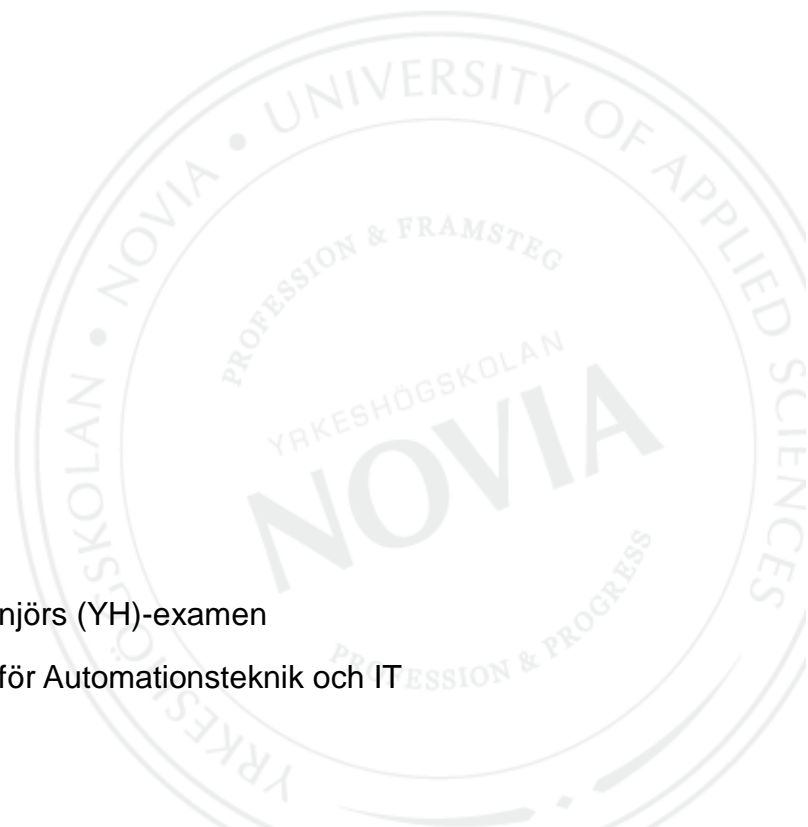 YRKESHÖGSKOLAN • NOVIA • UNIVERSITY OF APPLIED SCIENCES
PROFESSION & FRAMSTEG
YRKESHÖGSKOLAN
NOVIA
PROFESSION & PROGRESS
njörs (YH)-examen
för Automationsteknik och IT